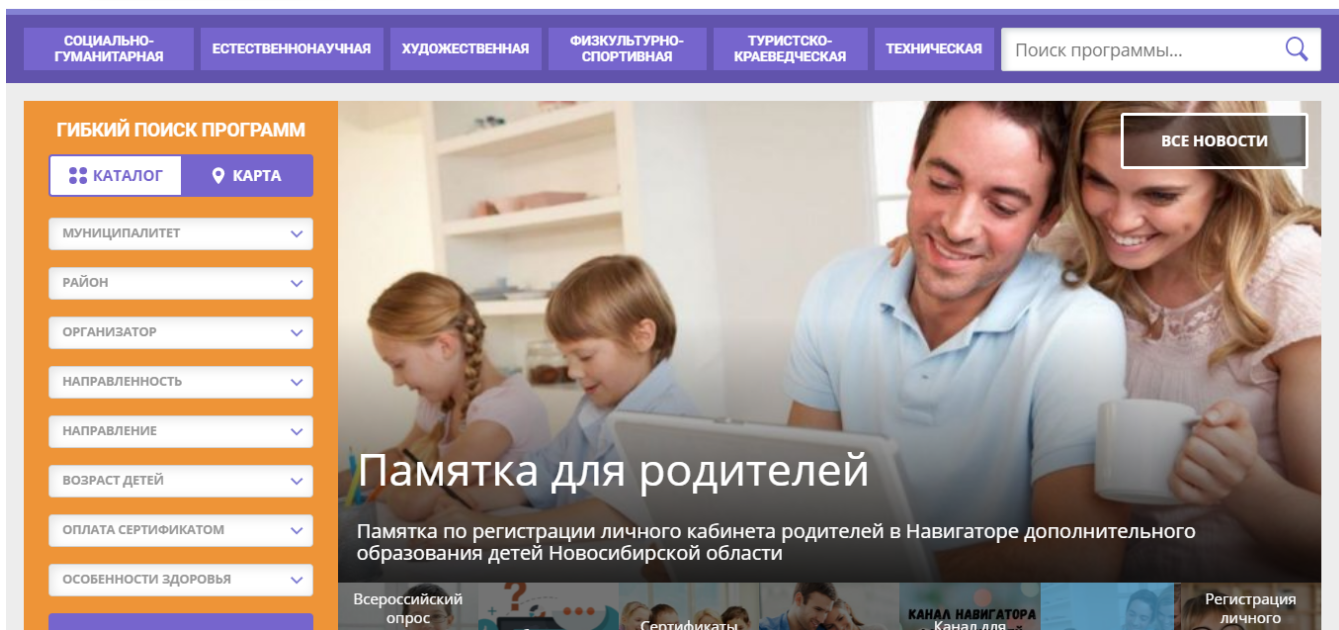 СОЦИАЛЬНО-
ГУМАНИТАРНАЯ
ЕСТЕСТВЕННОНАУЧНАЯ
ХУДОЖЕСТВЕННАЯ
ФИЗКУЛЬТУРНО-
СПОРТИВНАЯ
ТУРИСТСКО-
КРАЕВЕДЧЕСКАЯ
ТЕХНИЧЕСКАЯ
Поиск программы...
ГИБКИЙ ПОИСК ПРОГРАММ
КАТАЛОГ
КАРТА
МУНИЦИПАЛИТЕТ
РАЙОН
ОРГАНИЗАТОР
НАПРАВЛЕННОСТЬ
НАПРАВЛЕНИЕ
ВОЗРАСТ ДЕТЕЙ
ОПЛАТА СЕРТИФИКАТОМ
ОСОБЕННОСТИ ЗДОРОВЬЯ
ВСЕ НОВОСТИ
Памятка для родителей
Памятка по регистрации личного кабинета родителей в Навигаторе дополнительного
образования детей Новосибирской области
Всероссийский
опрос
Сертификаты
КАНАЛ НАВИГАТОРА
Канал для
Регистрация
личного